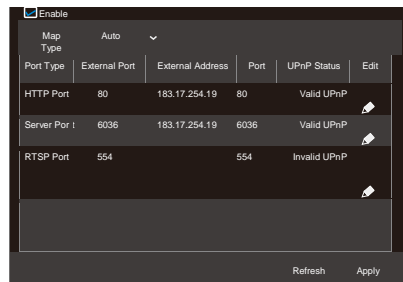 Enable
Map Type Auto
Port Type External Port External Address Port UPnP Status Edit
HTTP Port 80 183.17.254.19 80 Valid UPnP
Server Por t 6036 183.17.254.19 6036 Valid UPnP
RTSP Port 554 554 Invalid UPnP
Refresh Apply